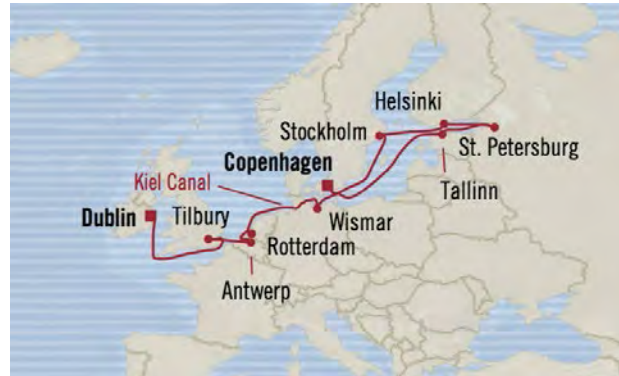 Helsinki
Stockholm
St. Petersburg
Copenhagen
Tallinn
Kiel Canal
Dublin
Tilbury
Wismar
Rotterdam
Antwerp